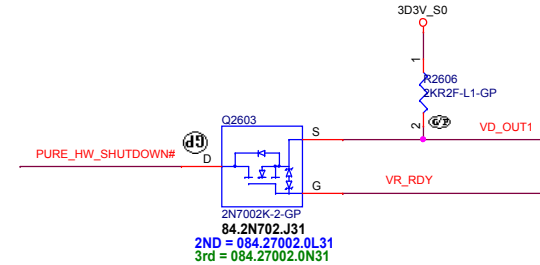 3D3V_S0
1
R2606
2KR2F-L1-GP
2
G/P
VD_OUT1
Q2603
S
GP
D
PURE_HW_SHUTDOWN#
G
VR_RDY
2N7002K-2-GP
84.2N702.J31
2ND = 084.27002.0L31
3rd = 084.27002.0N31